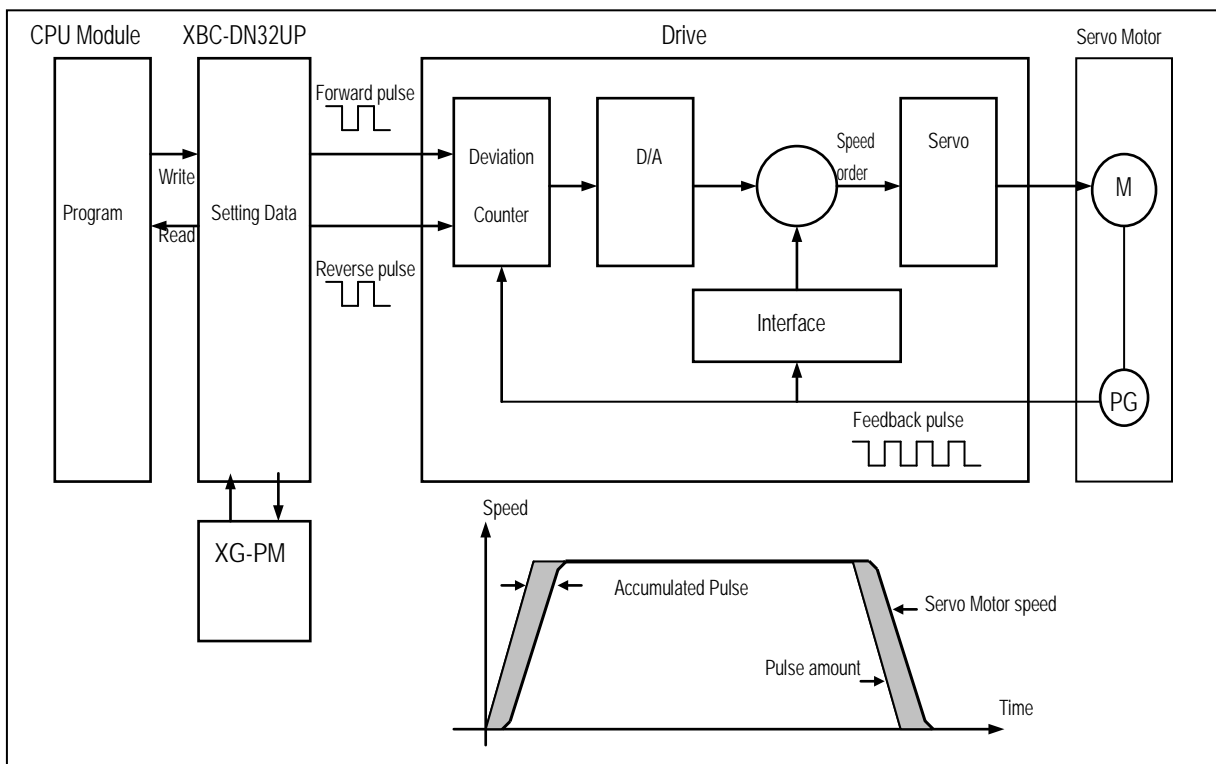 CPU Module
XBC-DN32UP
Drive
Servo Motor
Forward pulse
Deviation
Counter
D/A
Speed
order
Servo
Write
Program
Read
Setting Data
M
Reverse pulse
Interface
PG
Feedback pulse
XG-PM
Speed
Accumulated Pulse
Servo Motor speed
Pulse amount
Time